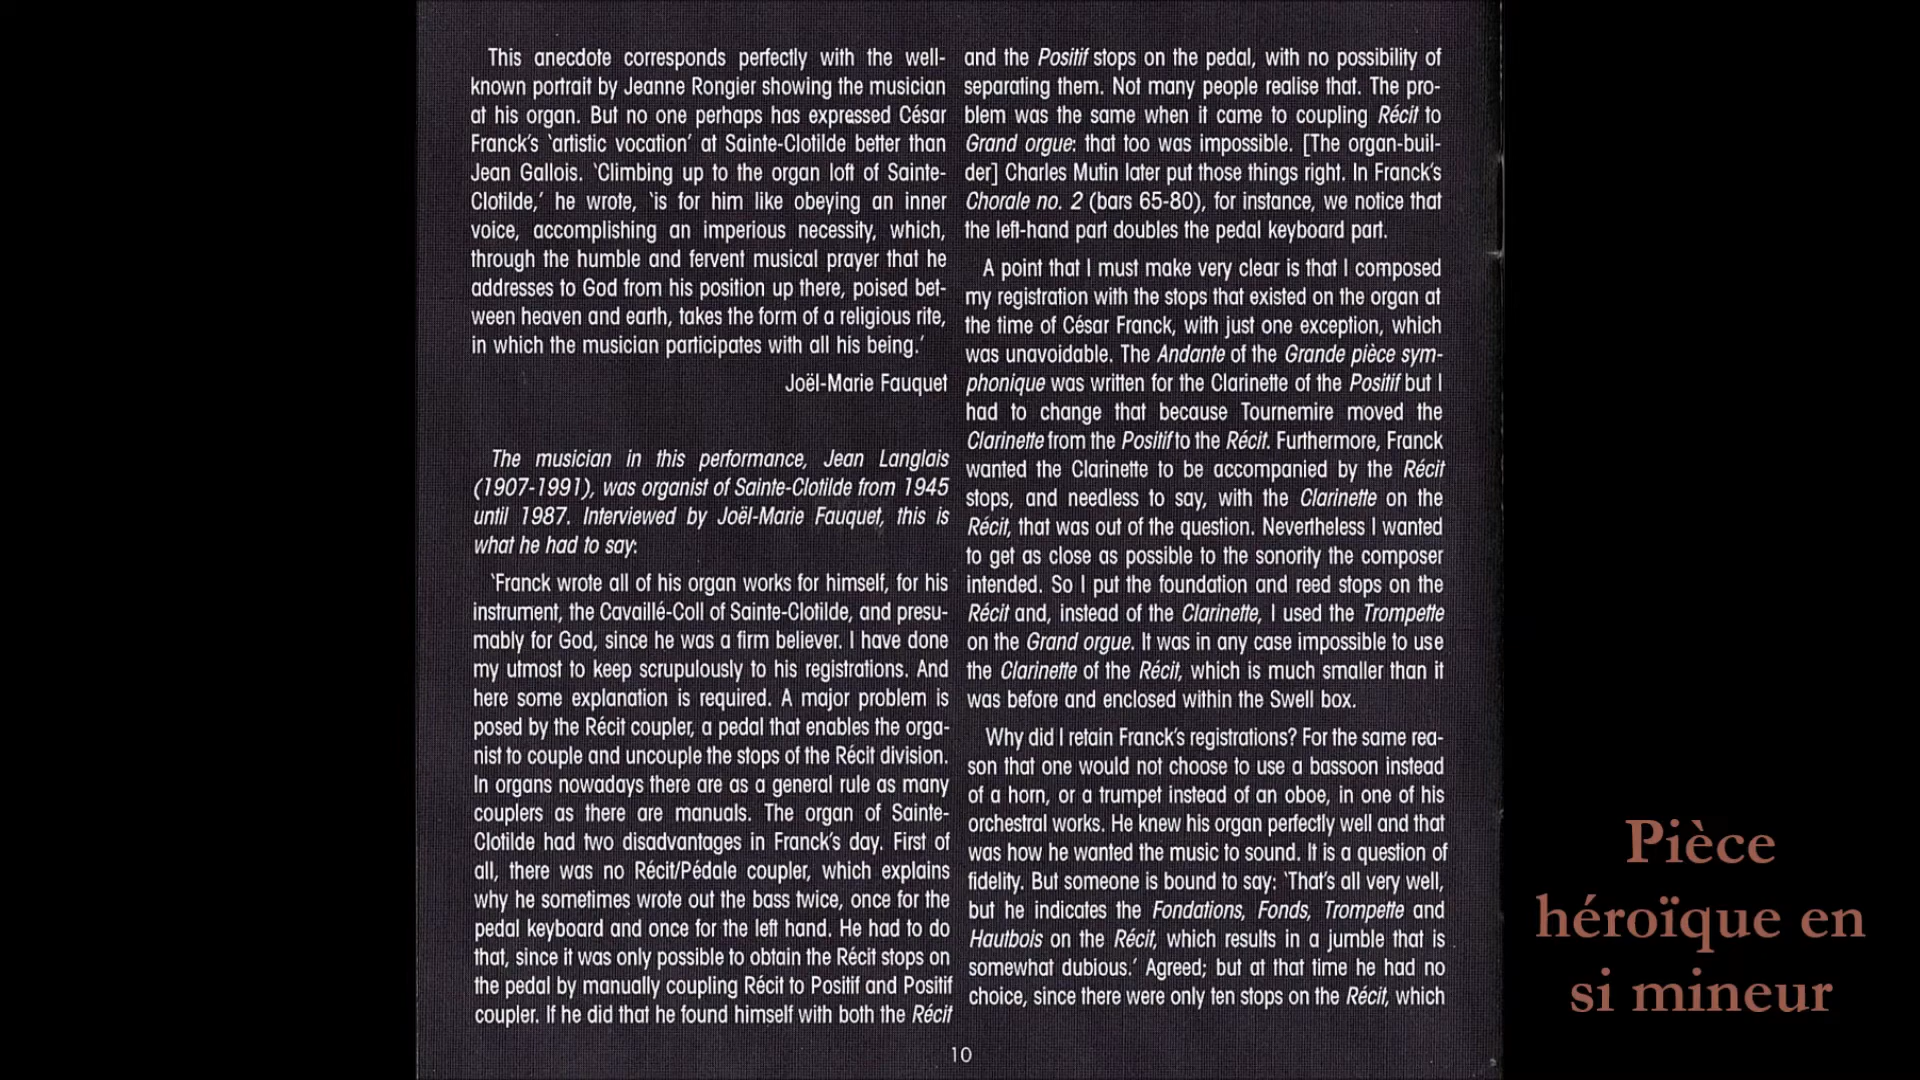 This anecdote corresponds perfectly with the well-
known portrait by Jeanne Rongier showing the musician
at his organ. But no one perhaps has expressed César
Franck's ‘artistic vocation’ at Sainte-Clotilde better than
Jean Gallois. ‘Climbing up to the organ loft of Sainte-
Clotilde,’ he wrote, ‘is for him like obeying an inner
voice, accomplishing an imperious necessity, which,
through the humble and fervent musical prayer that he
addresses to God from his position up there, poised bet-
ween heaven and earth, takes the form of a religious rite,
in which the musician participates with all his being.’
Joël-Marie Fauquet
The musician in this performance, Jean Langlais
(1907-1991), was organist of Sainte-Clotilde from 1945
until 1987. Interviewed by Joël-Marie Fauquet, this is
what he had to say:
‘Franck wrote all of his organ works for himself, for his
instrument, the Cavaillé-Coll of Sainte-Clotilde, and presu-
mably for God, since he was a firm believer. I have done
my utmost to keep scrupulously to his registrations. And
here some explanation is required. A major problem is
posed by the Récit coupler, a pedal that enables the orga-
nist to couple and uncouple the stops of the Récit division.
In organs nowadays there are as a general rule as many
couplers as there are manuals. The organ of Sainte-
Clotilde had two disadvantages in Franck's day. First of
all, there was no Récit/Pédale coupler, which explains
why he sometimes wrote out the bass twice, once for the
pedal keyboard and once for the left hand. He had to do
that, since it was only possible to obtain the Récit stops on
the pedal by manually coupling Récit to Positif and Positif
coupler. If he did that he found himself with both the Récit
and the Positif stops on the pedal, with no possibility of
separating them. Not many people realise that. The pro-
blem was the same when it came to coupling Récit to
Grand orgue: that too was impossible. [The organ-buil-
der] Charles Mutin later put those things right. In Franck's
Chorale no. 2 (bars 65-80), for instance, we notice that
the left-hand part doubles the pedal keyboard part.
A point that I must make very clear is that I composed
my registration with the stops that existed on the organ at
the time of César Franck, with just one exception, which
was unavoidable. The Andante of the Grande pièce sym-
phonique was written for the Clarinette of the Positif but I
had to change that because Tournemire moved the
Clarinette from the Positif to the Récit. Furthermore, Franck
wanted the Clarinette to be accompanied by the Récit
stops, and needless to say, with the Clarinette on the
Récit, that was out of the question. Nevertheless I wanted
to get as close as possible to the sonority the composer
intended. So I put the foundation and reed stops on the
Récit and, instead of the Clarinette, I used the Trompette
on the Grand orgue. It was in any case impossible to use
the Clarinette of the Récit, which is much smaller than it
was before and enclosed within the Swell box.
Why did I retain Franck's registrations? For the same rea-
son that one would not choose to use a bassoon instead
of a horn, or a trumpet instead of an oboe, in one of his
orchestral works. He knew his organ perfectly well and that
was how he wanted the music to sound. It is a question of
fidelity. But someone is bound to say: ‘That's all very well,
but he indicates the Fondations, Fonds, Trompette and
Hautbois on the Récit, which results in a jumble that is
somewhat dubious.’ Agreed; but at that time he had no
choice, since there were only ten stops on the Récit, which
10
Pièce
héroïque en
si mineur